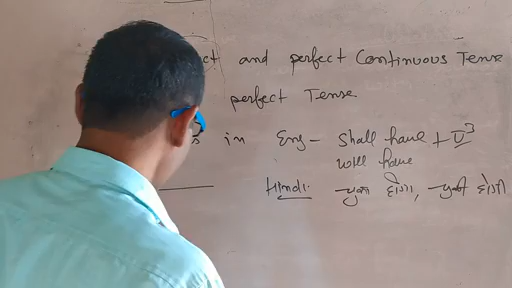 ct and perfect Continuous Tense
perfect Tense
s in Eng - Shall have + V³
will have
Hindi. चुका होगा, चुकी होगी